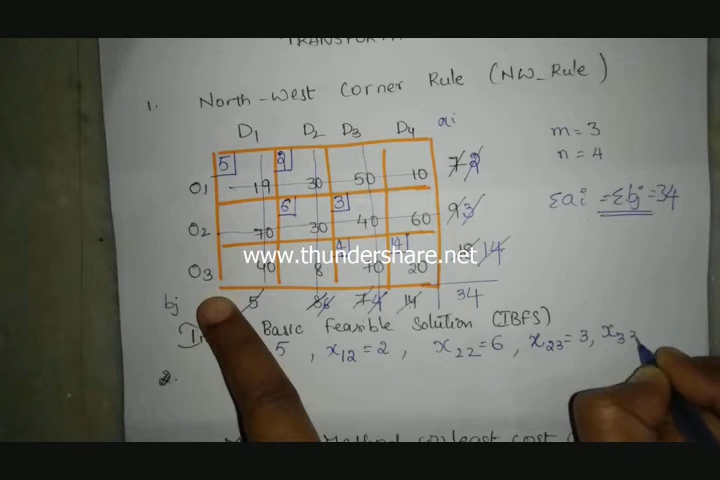 1. North-West Corner Rule (NW-Rule)
D1 D2 D3 D4 ai
m=3
n=4
5 2
O1 19 30 50 10 7 2
Σai = Σbj = 34
6 3
O2 70 30 40 60 9 3
4 14
www.thundershare.net
O3 40 8 70 20 18 14
bj 5 8 6 7 4 14 34
Basic Feasible Solution (IBFS)
5, x12=2, x22=6, x23=3, x33
2.